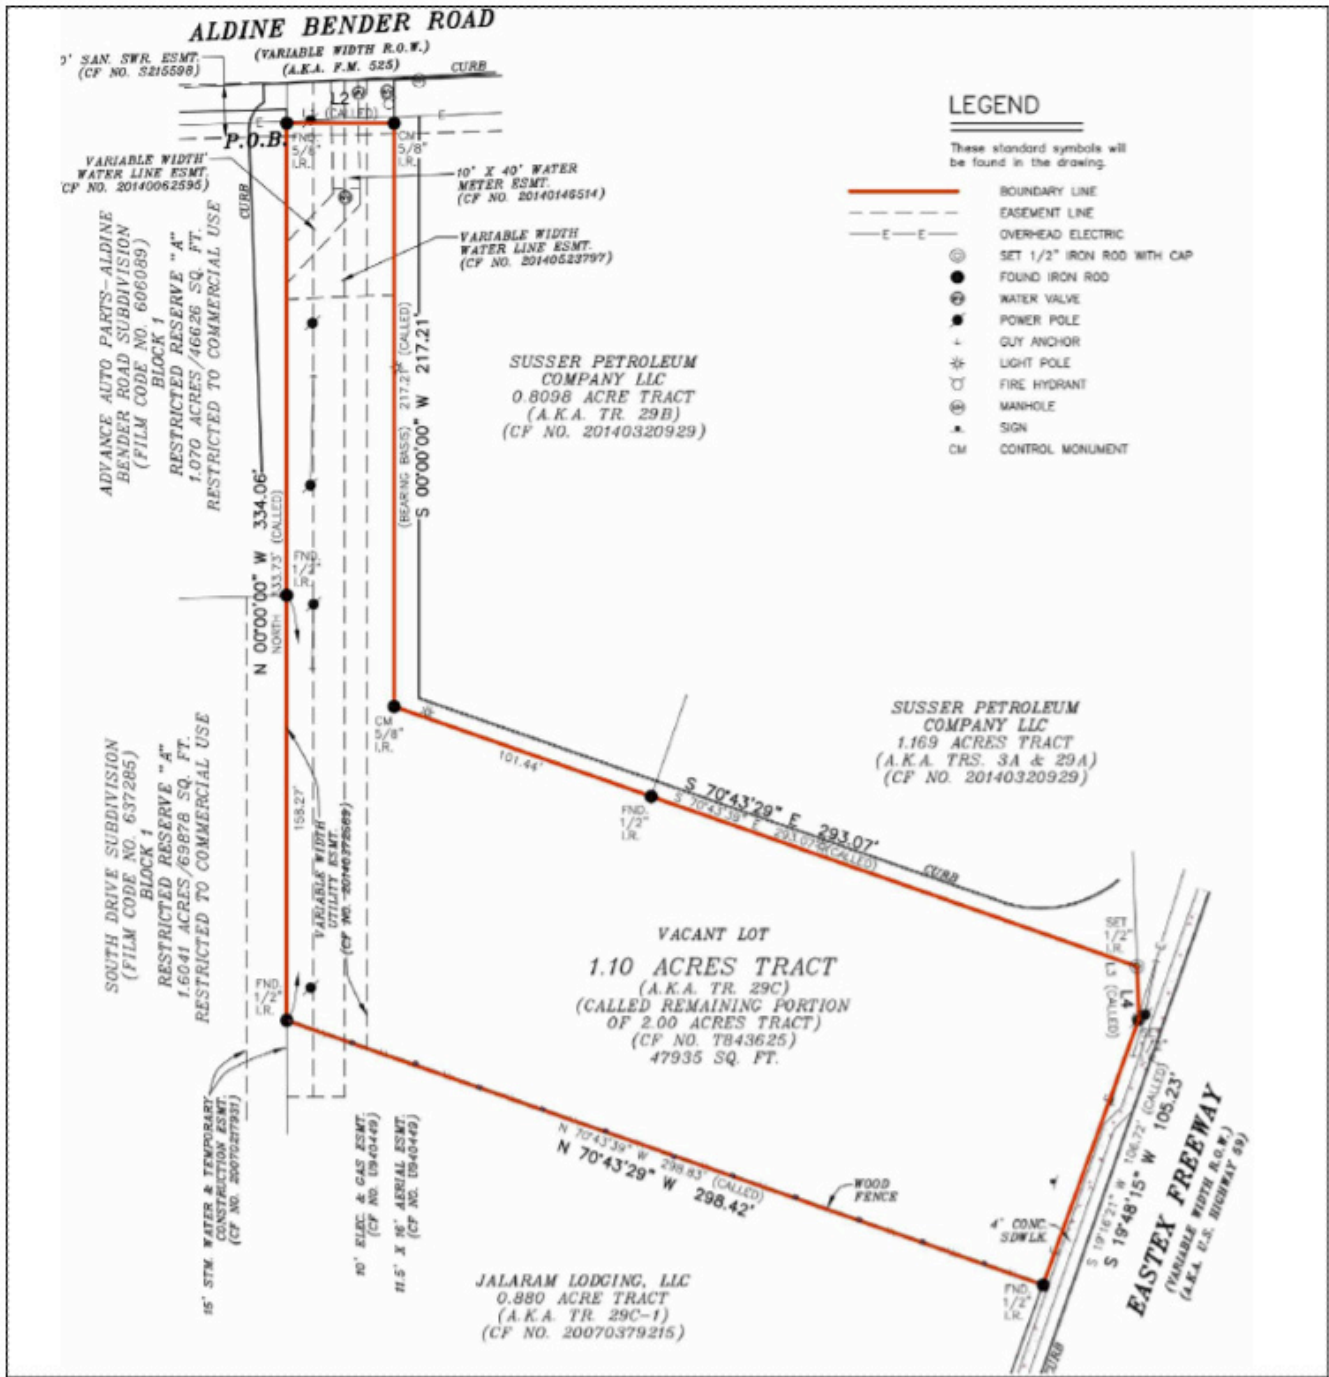 ALDINE BENDER ROAD
(VARIABLE WIDTH R.O.W.)
(A.K.A. F.M. 525)
CURB
0' SAN. SWR. ESMT.
(CF NO. S215598)
L2
(CALLED)
E
E
P.O.B.
FND.
5/8"
I.R.
CM
5/8"
I.R.
VARIABLE WIDTH
WATER LINE ESMT.
(CF NO. 20140062595)
CURB
10' X 40' WATER
METER ESMT.
(CF NO. 20140146514)
VARIABLE WIDTH
WATER LINE ESMT.
(CF NO. 20140523797)
LEGEND
These standard symbols will
be found in the drawing.
BOUNDARY LINE
EASEMENT LINE
E E
OVERHEAD ELECTRIC
SET 1/2" IRON ROD WITH CAP
FOUND IRON ROD
WATER VALVE
POWER POLE
GUY ANCHOR
LIGHT POLE
FIRE HYDRANT
MANHOLE
SIGN
CM CONTROL MONUMENT
ADVANCE AUTO PARTS-ALDINE
BENDER ROAD SUBDIVISION
(FILM CODE NO. 606089)
BLOCK 1
RESTRICTED RESERVE "A"
1.070 ACRES/46626 SQ. FT.
RESTRICTED TO COMMERCIAL USE
N 00°00'00" W 334.06'
NORTH 333.73' (CALLED)
FND.
1/2"
I.R.
(BEARING BASIS) 217.21' (CALLED)
S 00°00'00" W 217.21'
SUSSER PETROLEUM
COMPANY LLC
0.8098 ACRE TRACT
(A.K.A. TR. 29B)
(CF NO. 20140320929)
SUSSER PETROLEUM
COMPANY LLC
1.169 ACRES TRACT
(A.K.A. TRS. 3A & 29A)
(CF NO. 20140320929)
CM
5/8"
I.R.
101.44'
FND.
1/2"
I.R.
S 70°43'29" E 293.07'
S 70°43'39" E 293.07' (CALLED)
CURB
SOUTH DRIVE SUBDIVISION
(FILM CODE NO. 637285)
BLOCK 1
RESTRICTED RESERVE "A"
1.6041 ACRES/69878 SQ. FT.
RESTRICTED TO COMMERCIAL USE
158.27'
VARIABLE WIDTH
UTILITY ESMT.
VACANT LOT
1.10 ACRES TRACT
(A.K.A. TR. 29C)
(CALLED REMAINING PORTION
OF 2.00 ACRES TRACT)
(CF NO. T843625)
47935 SQ. FT.
SET
1/2"
I.R.
L3 (CALLED)
L4
E
FND.
1/2"
I.R.
N 70°43'39" W 298.83' (CALLED)
N 70°43'29" W 298.42'
WOOD
FENCE
4' CONC.
SDWLK.
S 19°16'21" W 106.72' (CALLED)
S 19°48'15" W 105.23'
EASTEX FREEWAY
(VARIABLE WIDTH R.O.W.)
(A.K.A. U.S. HIGHWAY 59)
15' STM. WATER & TEMPORARY
CONSTRUCTION ESMT.
(CF NO. 20070217931)
10' ELEC. & GAS ESMT.
(CF NO. U940449)
11.5' X 16' AERIAL ESMT.
(CF NO. U940449)
JALARAM LODGING, LLC
0.880 ACRE TRACT
(A.K.A. TR. 29C-1)
(CF NO. 20070379215)
FND.
1/2"
I.R.
CURB